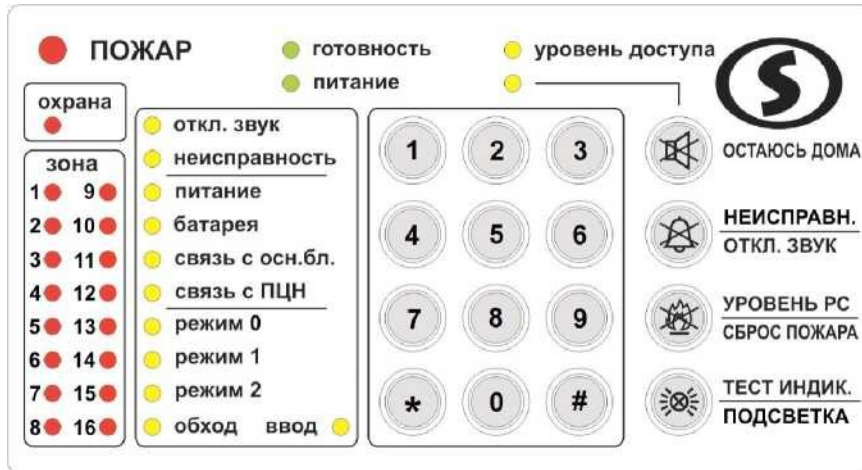 ПОЖАР
готовность
питание
уровень доступа
S
охрана
зона
1 9
2 10
3 11
4 12
5 13
6 14
7 15
8 16
откл. звук
неисправность
питание
батарея
связь с осн.бл.
связь с ПЦН
режим 0
режим 1
режим 2
обход ввод
1 2 3
4 5 6
7 8 9
* 0 #
ОСТАЮСЬ ДОМА
НЕИСПРАВН.
ОТКЛ. ЗВУК
УРОВЕНЬ РС
СБРОС ПОЖАРА
ТЕСТ ИНДИК.
ПОДСВЕТКА